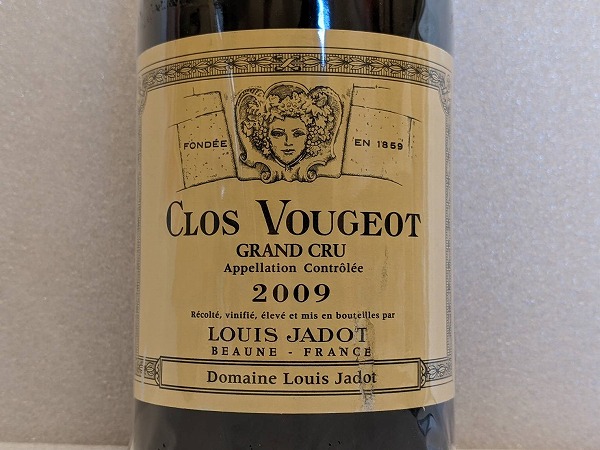 FONDÉE EN 1859
CLOS VOUGEOT
GRAND CRU
Appellation Contrôlée
2009
Récolté, vinifié, élevé et mis en bouteilles par
LOUIS JADOT
BEAUNE - FRANCE
Domaine Louis Jadot